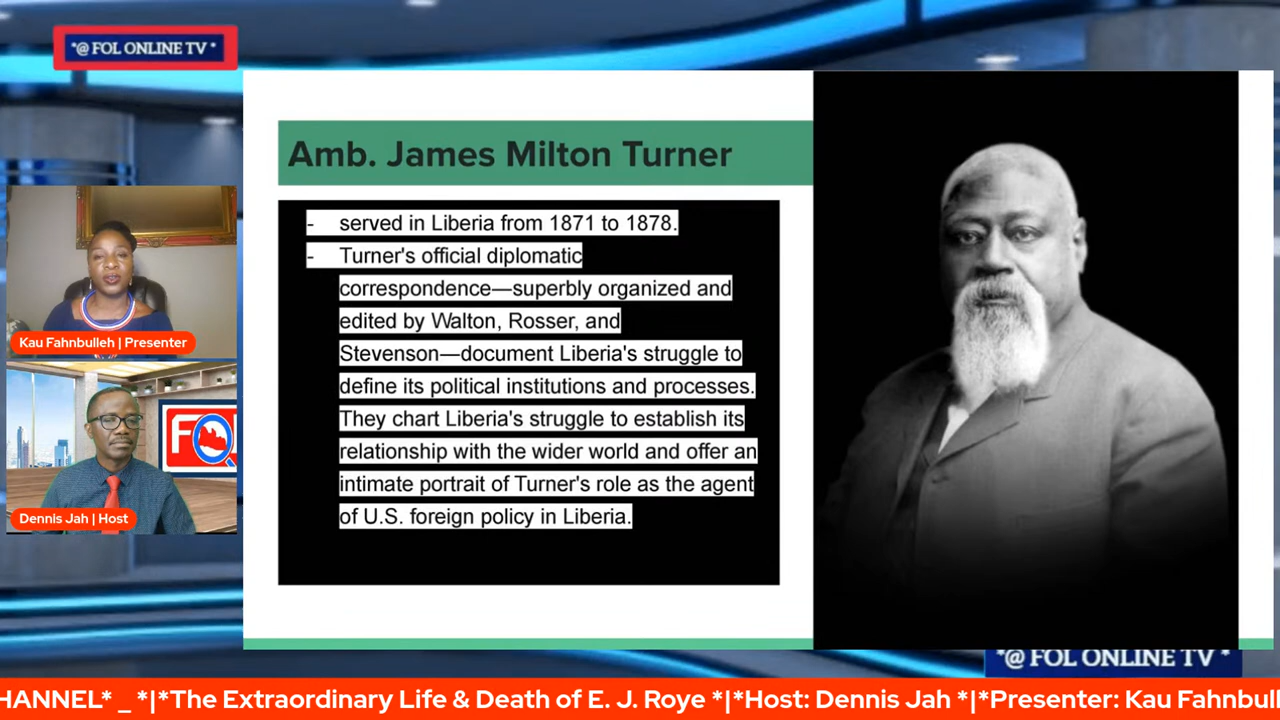 *@ FOL ONLINE TV *
Amb. James Milton Turner
- served in Liberia from 1871 to 1878.
- Turner's official diplomatic
correspondence—superbly organized and
edited by Walton, Rosser, and
Stevenson—document Liberia's struggle to
define its political institutions and processes.
They chart Liberia's struggle to establish its
relationship with the wider world and offer an
intimate portrait of Turner's role as the agent
of U.S. foreign policy in Liberia.
Kau Fahnbulleh | Presenter
Dennis Jah | Host
*@ FOL ONLINE TV *
HANNEL* _ *|*The Extraordinary Life & Death of E. J. Roye *|*Host: Dennis Jah *|*Presenter: Kau Fahnbull